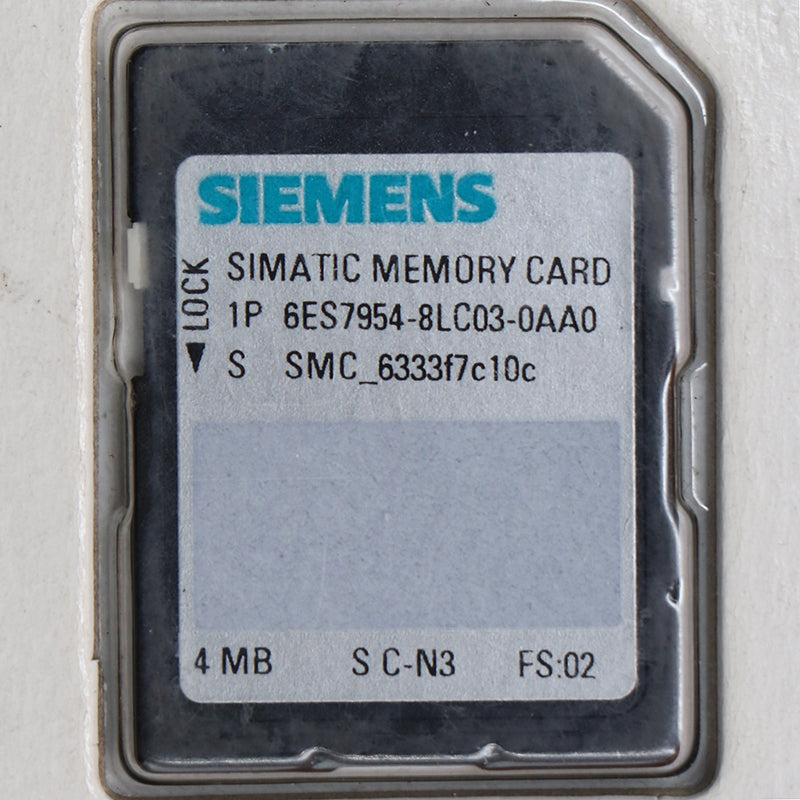 SIEMENS
SIMATIC MEMORY CARD
1P 6ES7954-8LC03-0AA0
S SMC_6333f7c10c
LOCK
4 MB S C-N3 FS:02